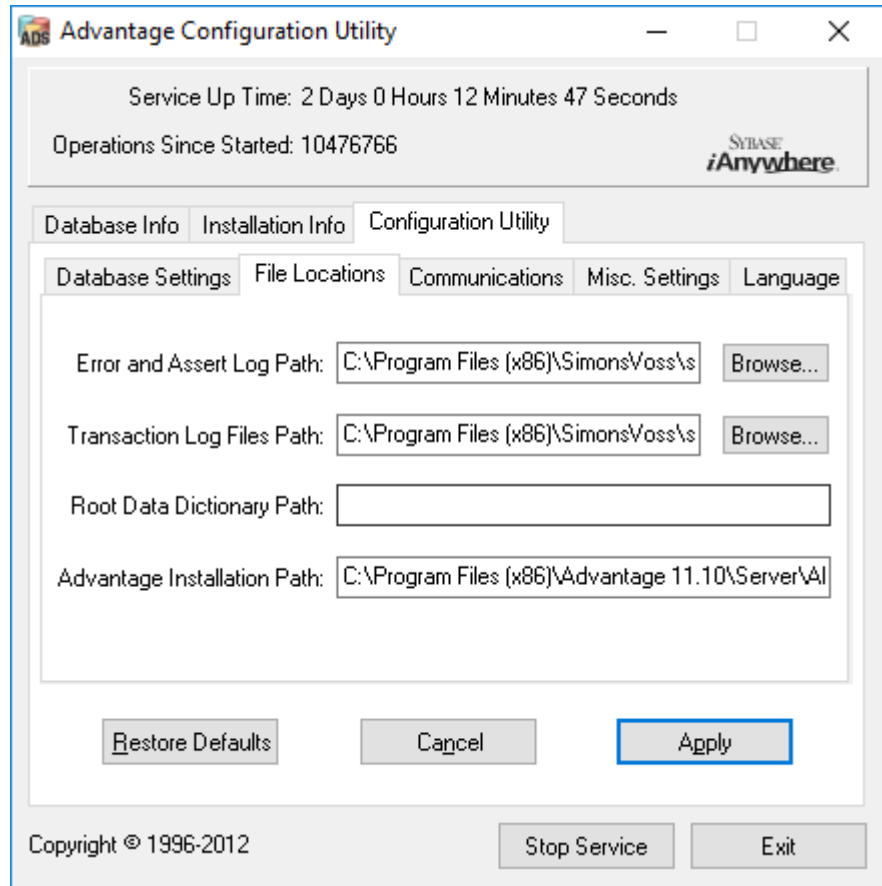 ADS Advantage Configuration Utility
Service Up Time: 2 Days 0 Hours 12 Minutes 47 Seconds
Operations Since Started: 10476766
SYBASE
iAnywhere.
Database Info Installation Info Configuration Utility
Database Settings File Locations Communications Misc. Settings Language
Error and Assert Log Path: C:\Program Files (x86)\SimonsVoss\s Browse...
Transaction Log Files Path: C:\Program Files (x86)\SimonsVoss\s Browse...
Root Data Dictionary Path:
Advantage Installation Path: C:\Program Files (x86)\Advantage 11.10\Server\Al
Restore Defaults Cancel Apply
Copyright © 1996-2012 Stop Service Exit